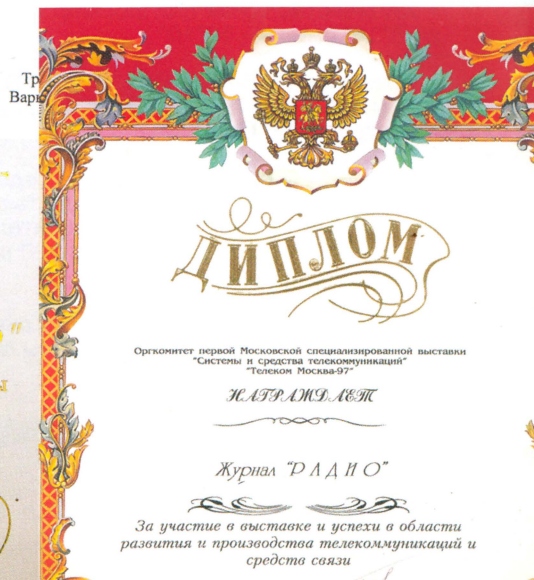 Тр
Вар
ДИПЛОМ
Оргкомитет первой Московской специализированной выставки
"Системы и средства телекоммуникаций"
"Телеком Москва-97"
НАГРАЖДАЕТ
Журнал "РАДИО"
За участие в выставке и успехи в области
развития и производства телекоммуникаций и
средств связи